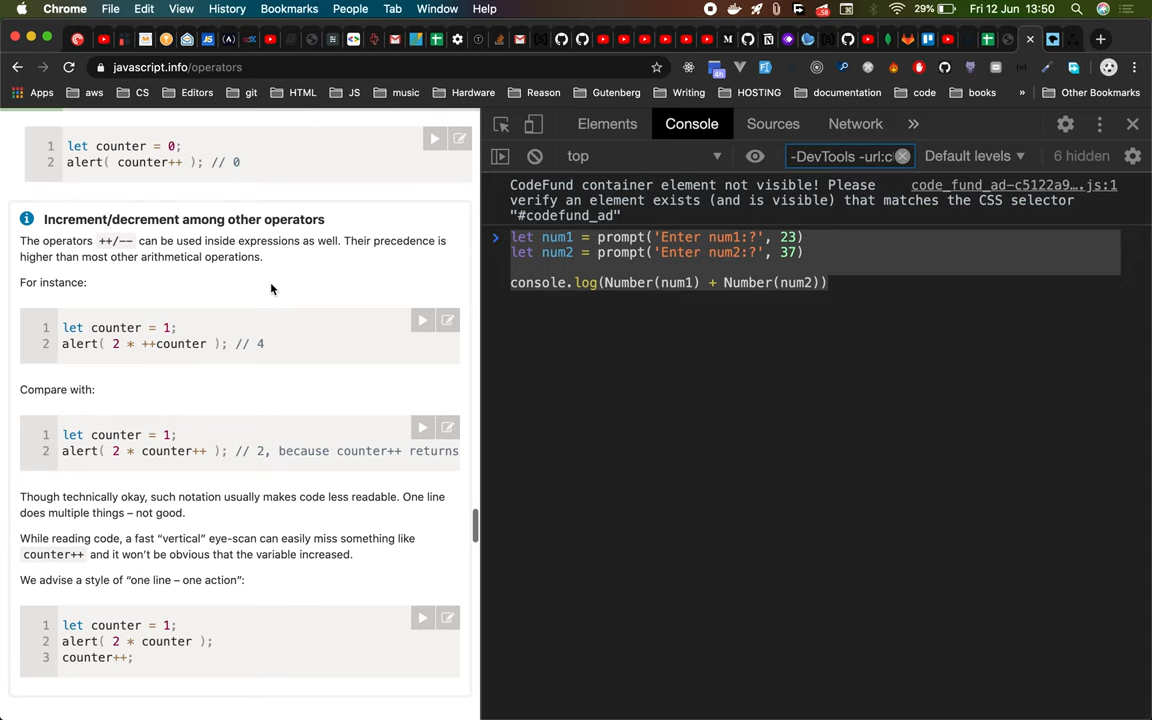 Chrome File Edit View History Bookmarks People Tab Window Help 29% Fri 12 Jun 13:50
javascript.info/operators
Apps aws CS Editors git HTML JS music Hardware Reason Gutenberg Writing HOSTING documentation code books » Other Bookmarks
1 let counter = 0;
2 alert( counter++ ); // 0
Increment/decrement among other operators
The operators ++/-- can be used inside expressions as well. Their precedence is
higher than most other arithmetical operations.
For instance:
1 let counter = 1;
2 alert( 2 * ++counter ); // 4
Compare with:
1 let counter = 1;
2 alert( 2 * counter++ ); // 2, because counter++ returns
Though technically okay, such notation usually makes code less readable. One line
does multiple things – not good.
While reading code, a fast “vertical” eye-scan can easily miss something like
counter++ and it won’t be obvious that the variable increased.
We advise a style of “one line – one action”:
1 let counter = 1;
2 alert( 2 * counter );
3 counter++;
Elements Console Sources Network »
top -DevTools -url:c Default levels 6 hidden
CodeFund container element not visible! Please code_fund_ad-c5122a9….js:1
verify an element exists (and is visible) that matches the CSS selector
"#codefund_ad"
let num1 = prompt('Enter num1:?', 23)
let num2 = prompt('Enter num2:?', 37)
console.log(Number(num1) + Number(num2))